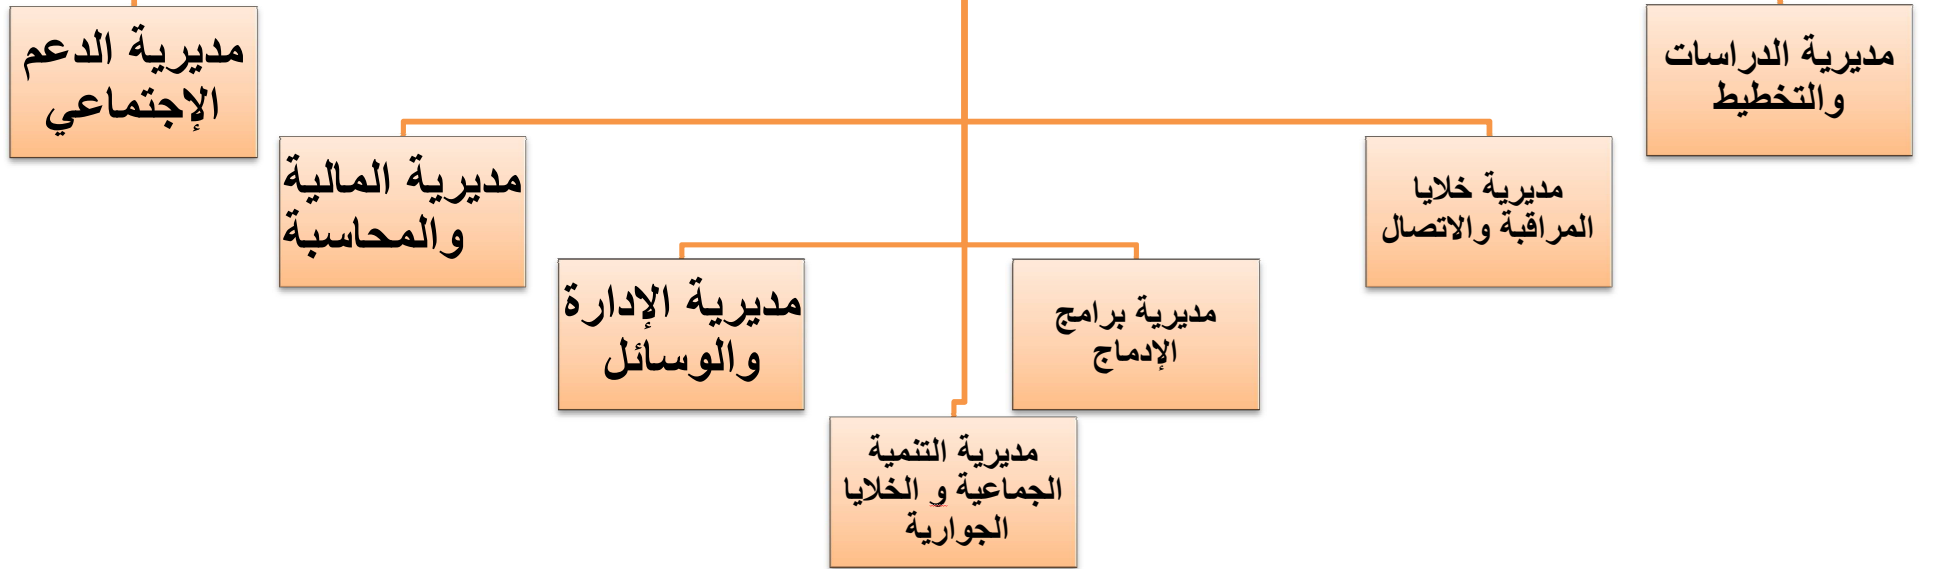 مديرية الدراسات
والتخطيط
مديرية الدعم
الإجتماعي
مديرية خلايا
المراقبة والاتصال
مديرية المالية
والمحاسبة
مديرية برامج
الإدماج
مديرية الإدارة
والوسائل
مديرية التنمية
الجماعية و الخلايا
الجوارية